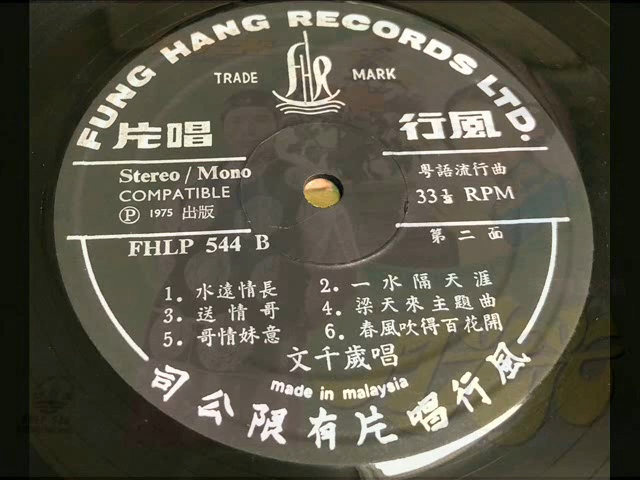 FUNG HANG RECORDS LTD.
TRADE MARK
FHR
片唱 行風
Stereo / Mono
COMPATIBLE
Ⓟ 1975 出版
粵語流行曲
33⅓ RPM
FHLP 544 B
第二面
1. 水遠情長
2. 一水隔天涯
3. 送情哥
4. 梁天來主題曲
5. 哥情妹意
6. 春風吹得百花開
文千歲唱
made in malaysia
司公限有片唱行風